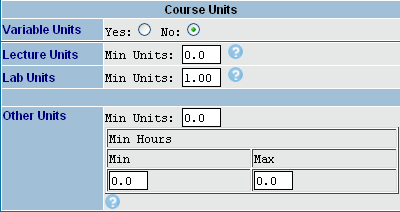 Course Units
Variable Units Yes: No:
Lecture Units Min Units: 0.0 ?
Lab Units Min Units: 1.00 ?
Other Units Min Units: 0.0
Min Hours
Min Max
0.0 0.0
?